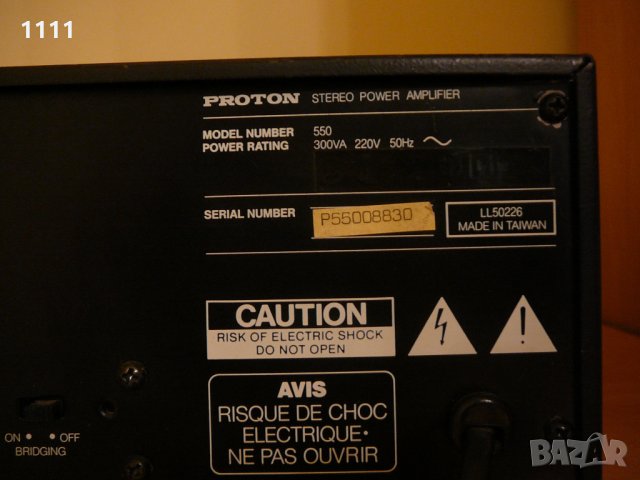 1111
PROTON STEREO POWER AMPLIFIER
MODEL NUMBER 550
POWER RATING 300VA 220V 50Hz
SERIAL NUMBER P55008830
LL50226
MADE IN TAIWAN
CAUTION
RISK OF ELECTRIC SHOCK
DO NOT OPEN
AVIS
RISQUE DE CHOC
ELECTRIQUE•
NE PAS OUVRIR
ON • • OFF
BRIDGING
BAZAR